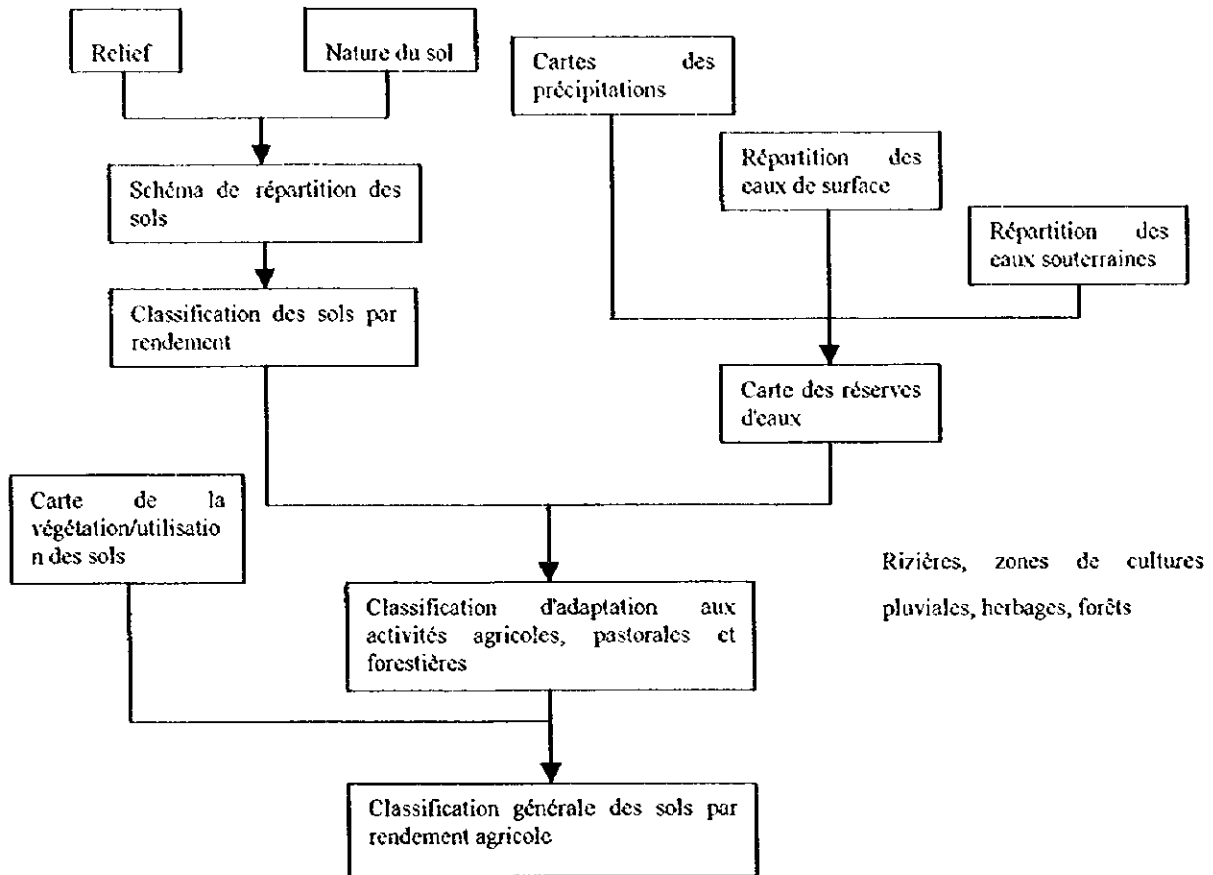 Relief
Nature du sol
Cartes des
précipitations
Répartition des
eaux de surface
Répartition des
eaux souterraines
Schéma de répartition des
sols
Classification des sols par
rendement
Carte des réserves
d'eaux
Carte de la
végétation/utilisatio
n des sols
Rizières, zones de cultures
pluviales, herbages, forêts
Classification d'adaptation aux
activités agricoles, pastorales et
forestières
Classification générale des sols par
rendement agricole